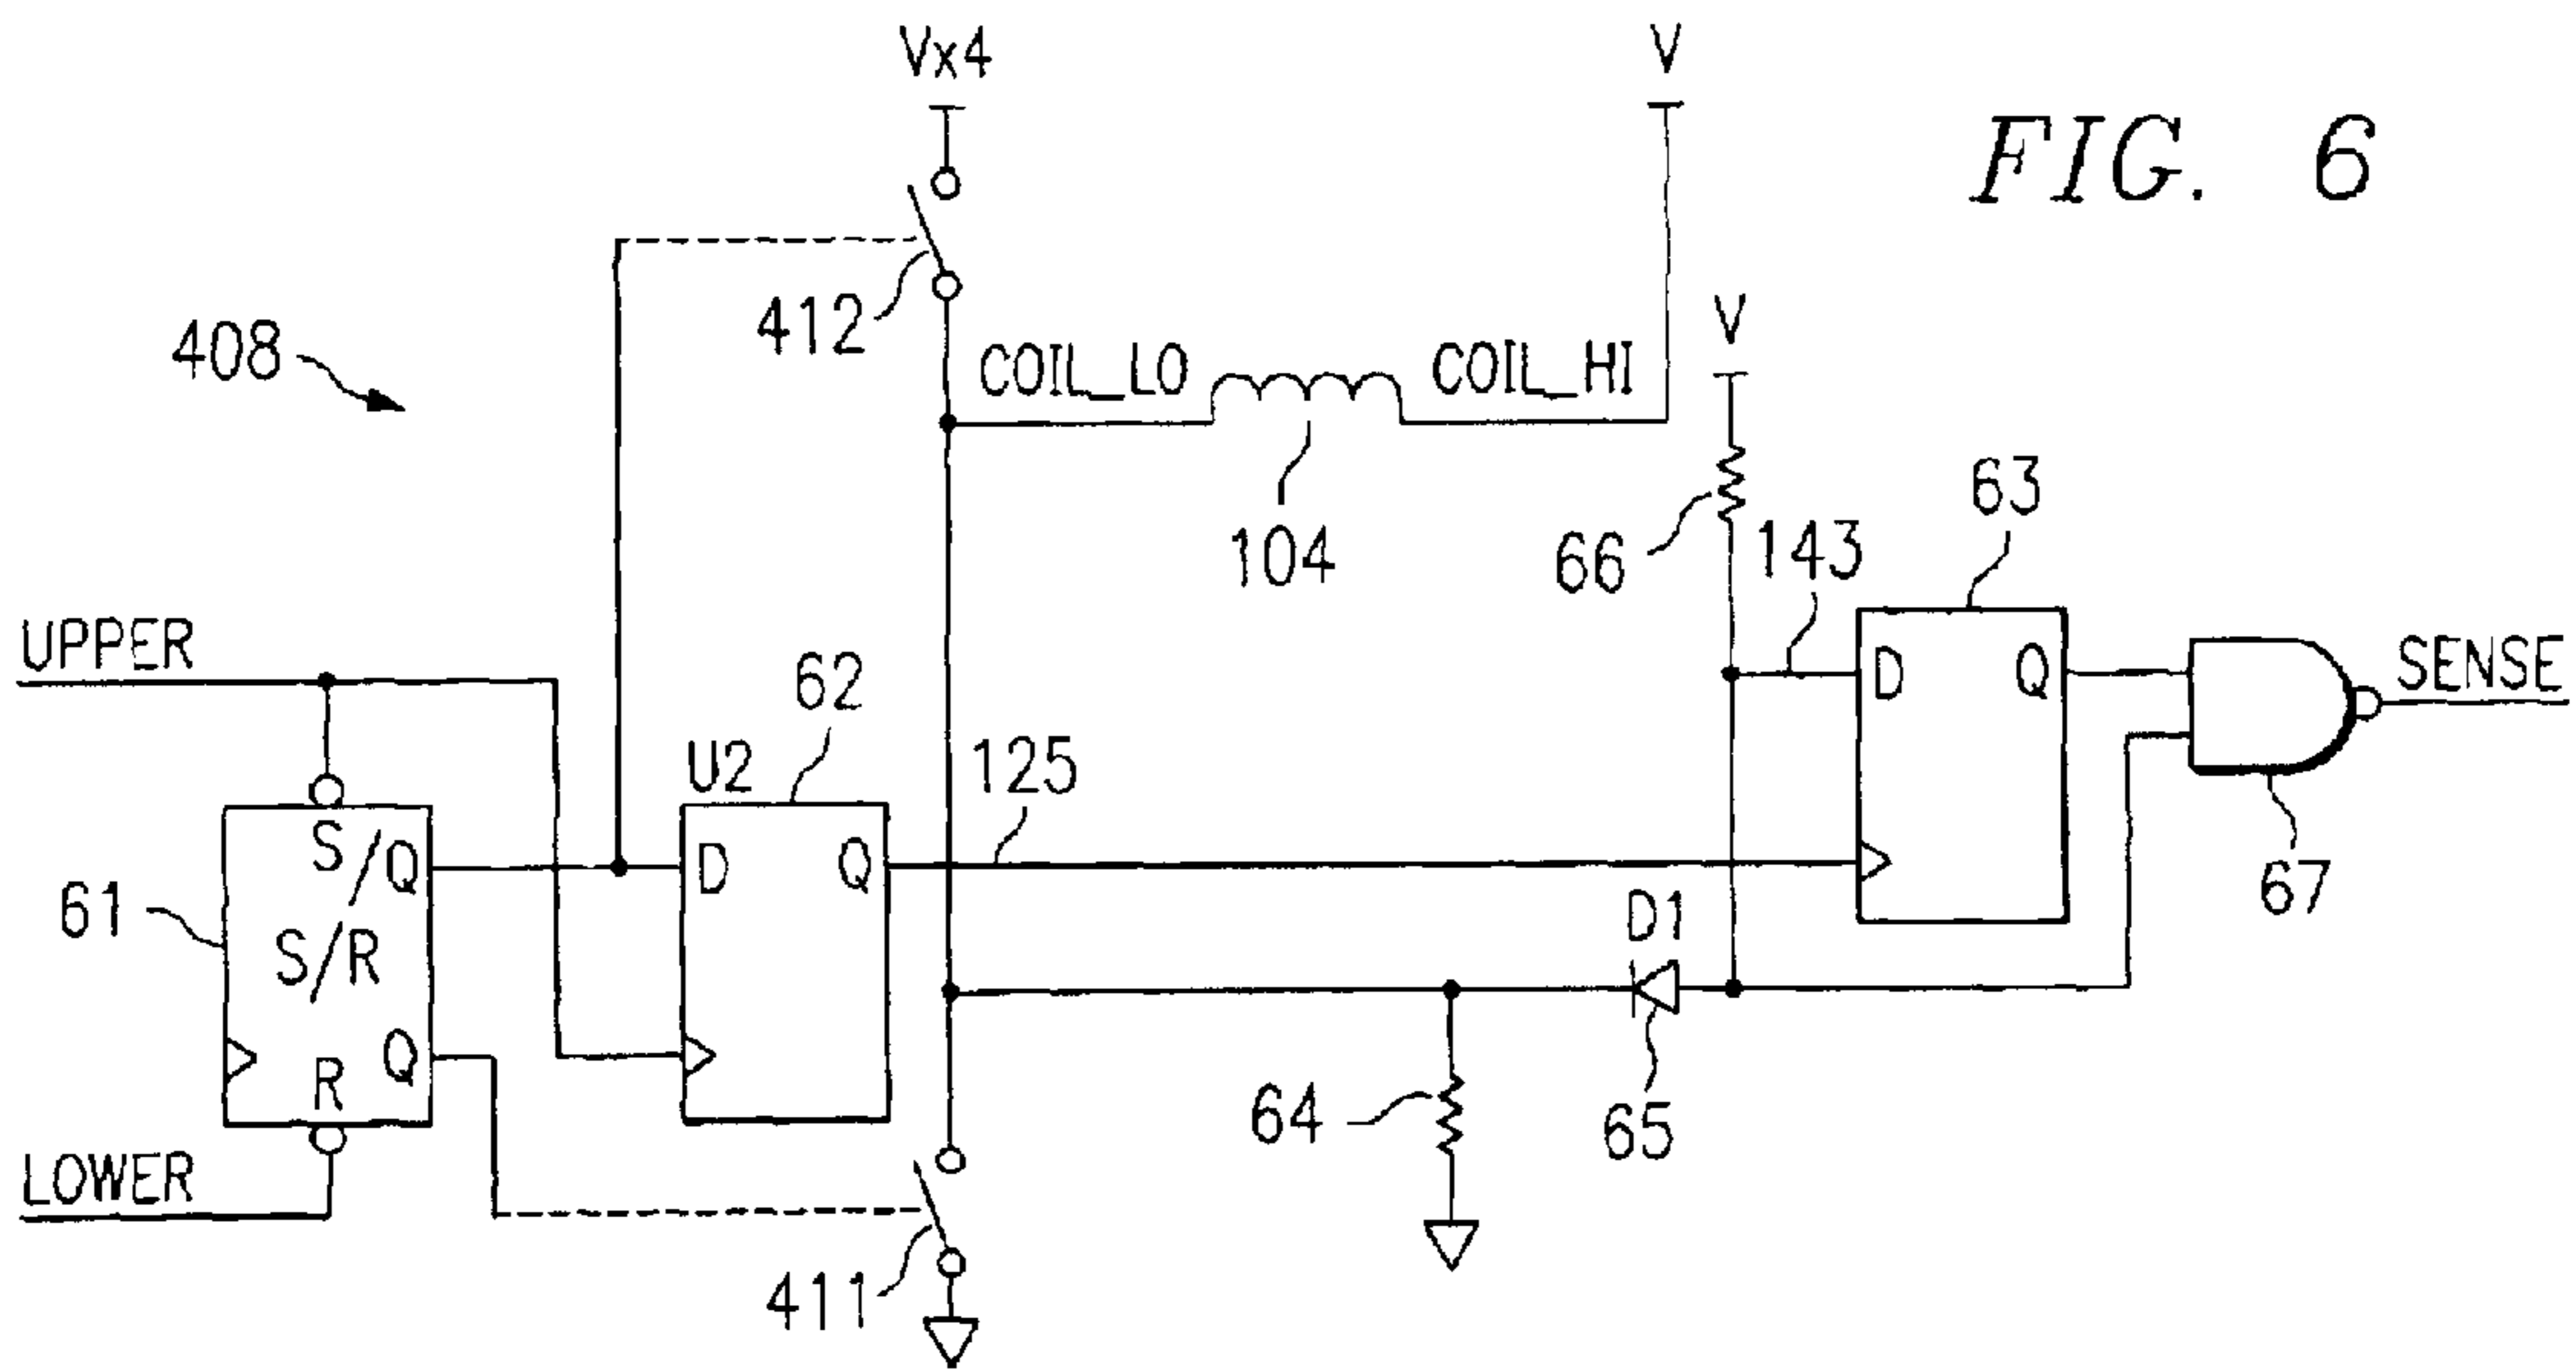 Vx4
V
FIG. 6
412
408
COIL_LO
COIL_HI
V
104
66
143
63
UPPER
62
SENSE
U2
125
D Q
S/Q
D Q
67
61
S/R
D1
R Q
64
65
LOWER
411